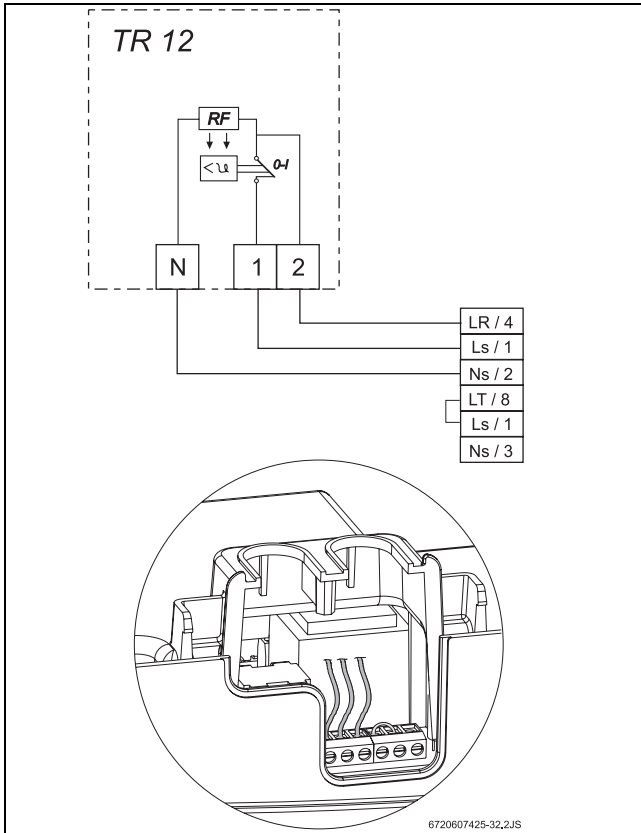 TR 12
RF
<ϑ
0-I
N 1 2
LR / 4
Ls / 1
Ns / 2
LT / 8
Ls / 1
Ns / 3
6720607425-32.2JS